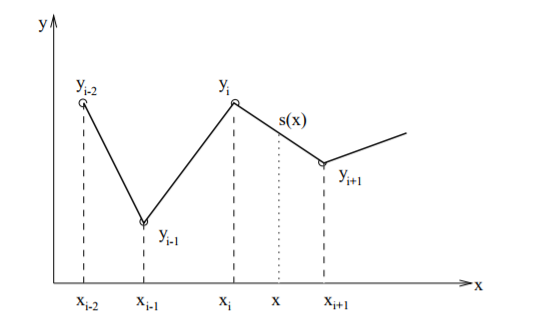 y
y_{i-2}
y_i
s(x)
y_{i+1}
y_{i-1}
x
x_{i-2} x_{i-1} x_i x x_{i+1}